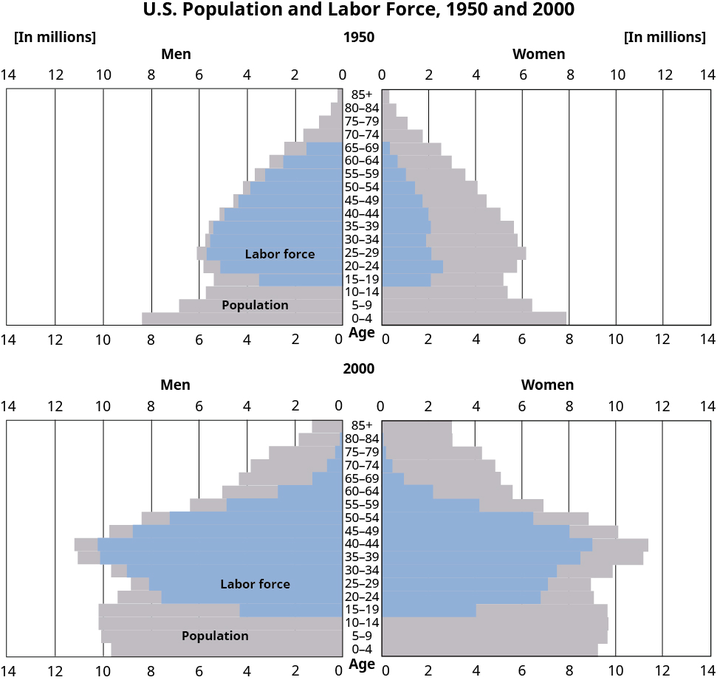 U.S. Population and Labor Force, 1950 and 2000
[In millions] 1950 [In millions]
Men Women
14 12 10 8 6 4 2 0 0 2 4 6 8 10 12 14
85+
80–84
75–79
70–74
65–69
60–64
55–59
50–54
45–49
40–44
35–39
30–34
Labor force 25–29
20–24
15–19
10–14
Population 5–9
0–4
Age
14 12 10 8 6 4 2 0 0 2 4 6 8 10 12 14
2000
Men Women
14 12 10 8 6 4 2 0 0 2 4 6 8 10 12 14
85+
80–84
75–79
70–74
65–69
60–64
55–59
50–54
45–49
40–44
35–39
30–34
Labor force 25–29
20–24
15–19
10–14
Population 5–9
0–4
Age
14 12 10 8 6 4 2 0 0 2 4 6 8 10 12 14